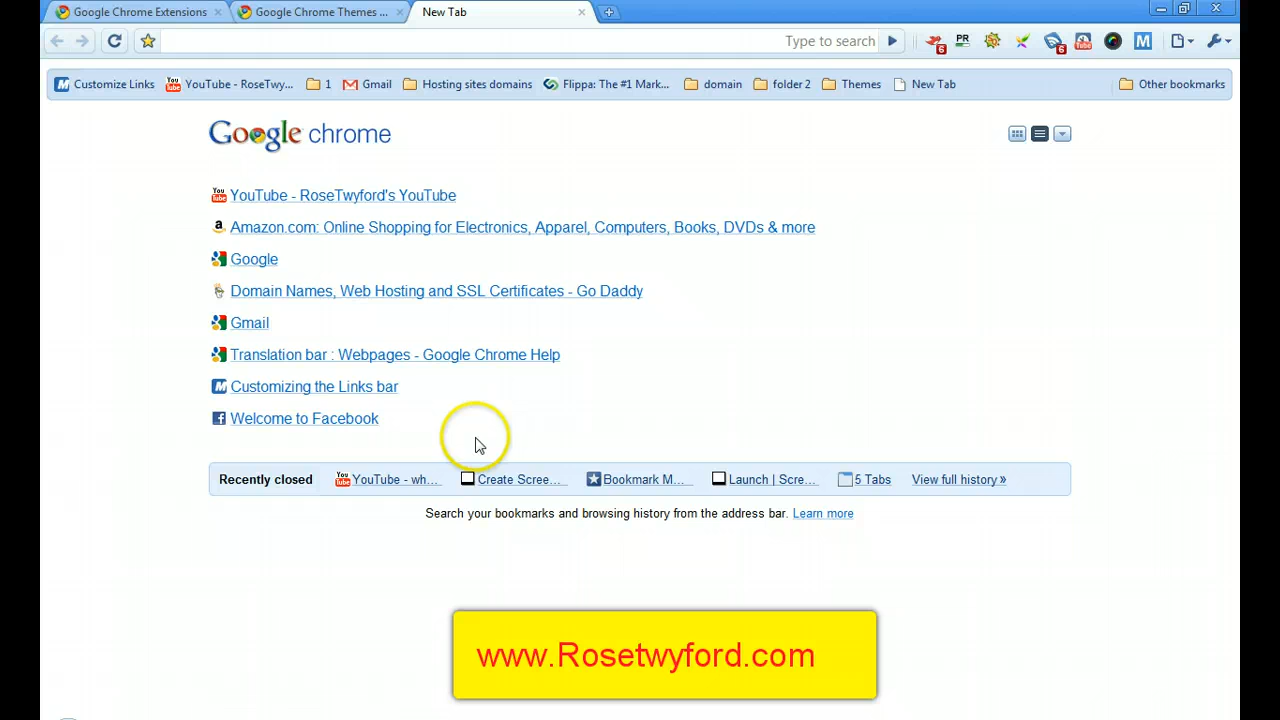 Google Chrome Extensions
Google Chrome Themes ...
New Tab
Type to search
6
PR
6
Customize Links
YouTube - RoseTwy...
1
Gmail
Hosting sites domains
Flippa: The #1 Mark...
domain
folder 2
Themes
New Tab
Other bookmarks
Google chrome
YouTube - RoseTwyford's YouTube
Amazon.com: Online Shopping for Electronics, Apparel, Computers, Books, DVDs & more
Google
Domain Names, Web Hosting and SSL Certificates - Go Daddy
Gmail
Translation bar : Webpages - Google Chrome Help
Customizing the Links bar
Welcome to Facebook
Recently closed
YouTube - wh...
Create Scree...
Bookmark M...
Launch | Scre...
5 Tabs
View full history»
Search your bookmarks and browsing history from the address bar. Learn more
www.Rosetwyford.com